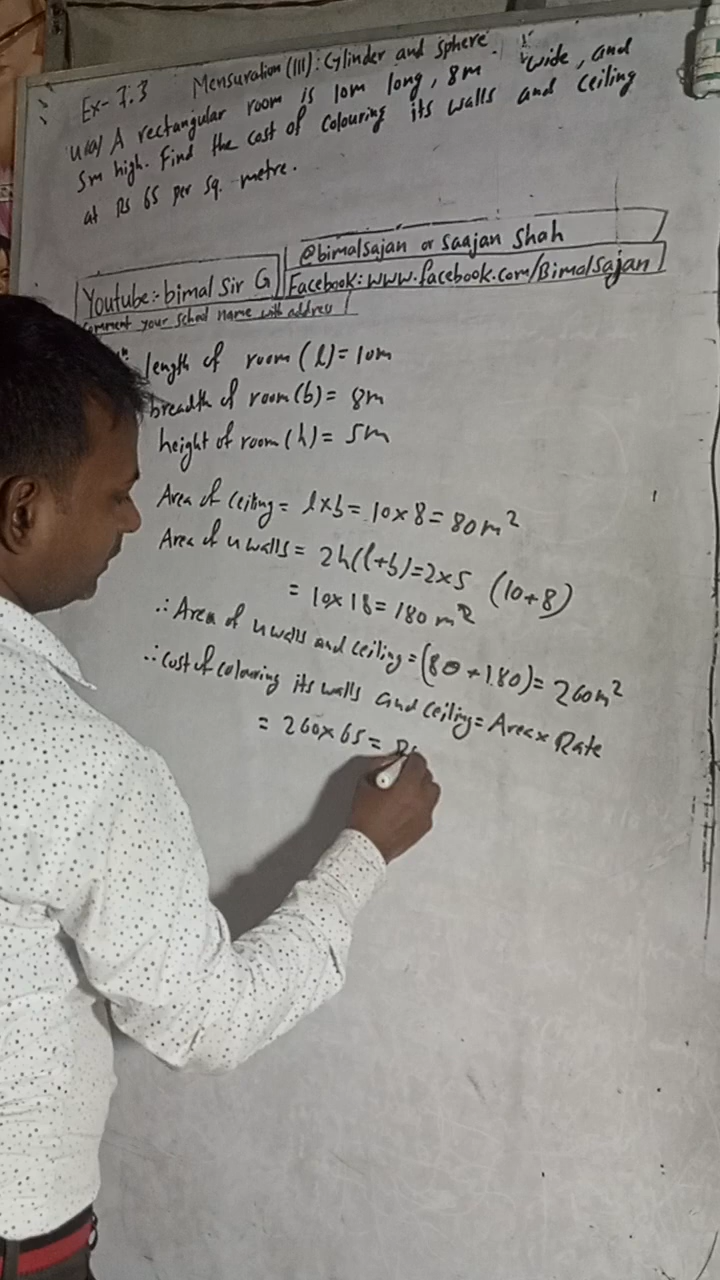 Ex- 7.3 Mensuration (III): Cylinder and sphere.
4(a) A rectangular room is 10m long, 8m wide, and
5m high. Find the cost of colouring its walls and ceiling
at Rs 65 per sq. metre.
@bimalsajan or Saajan Shah
Youtube:- bimal Sir G
Facebook: www.facebook.com/Bimalsajan
comment your school name with address
length of room (l) = 10m
breadth of room (b) = 8m
height of room (h) = 5m
Area of ceiling = l×b = 10×8 = 80m²
Area of 4 walls = 2h(l+b) = 2×5 (10+8)
= 10×18 = 180 m²
∴ Area of 4 walls and ceiling = (80+180) = 260m²
∴ Cost of colouring its walls and ceiling = Area× Rate
= 260×65 =